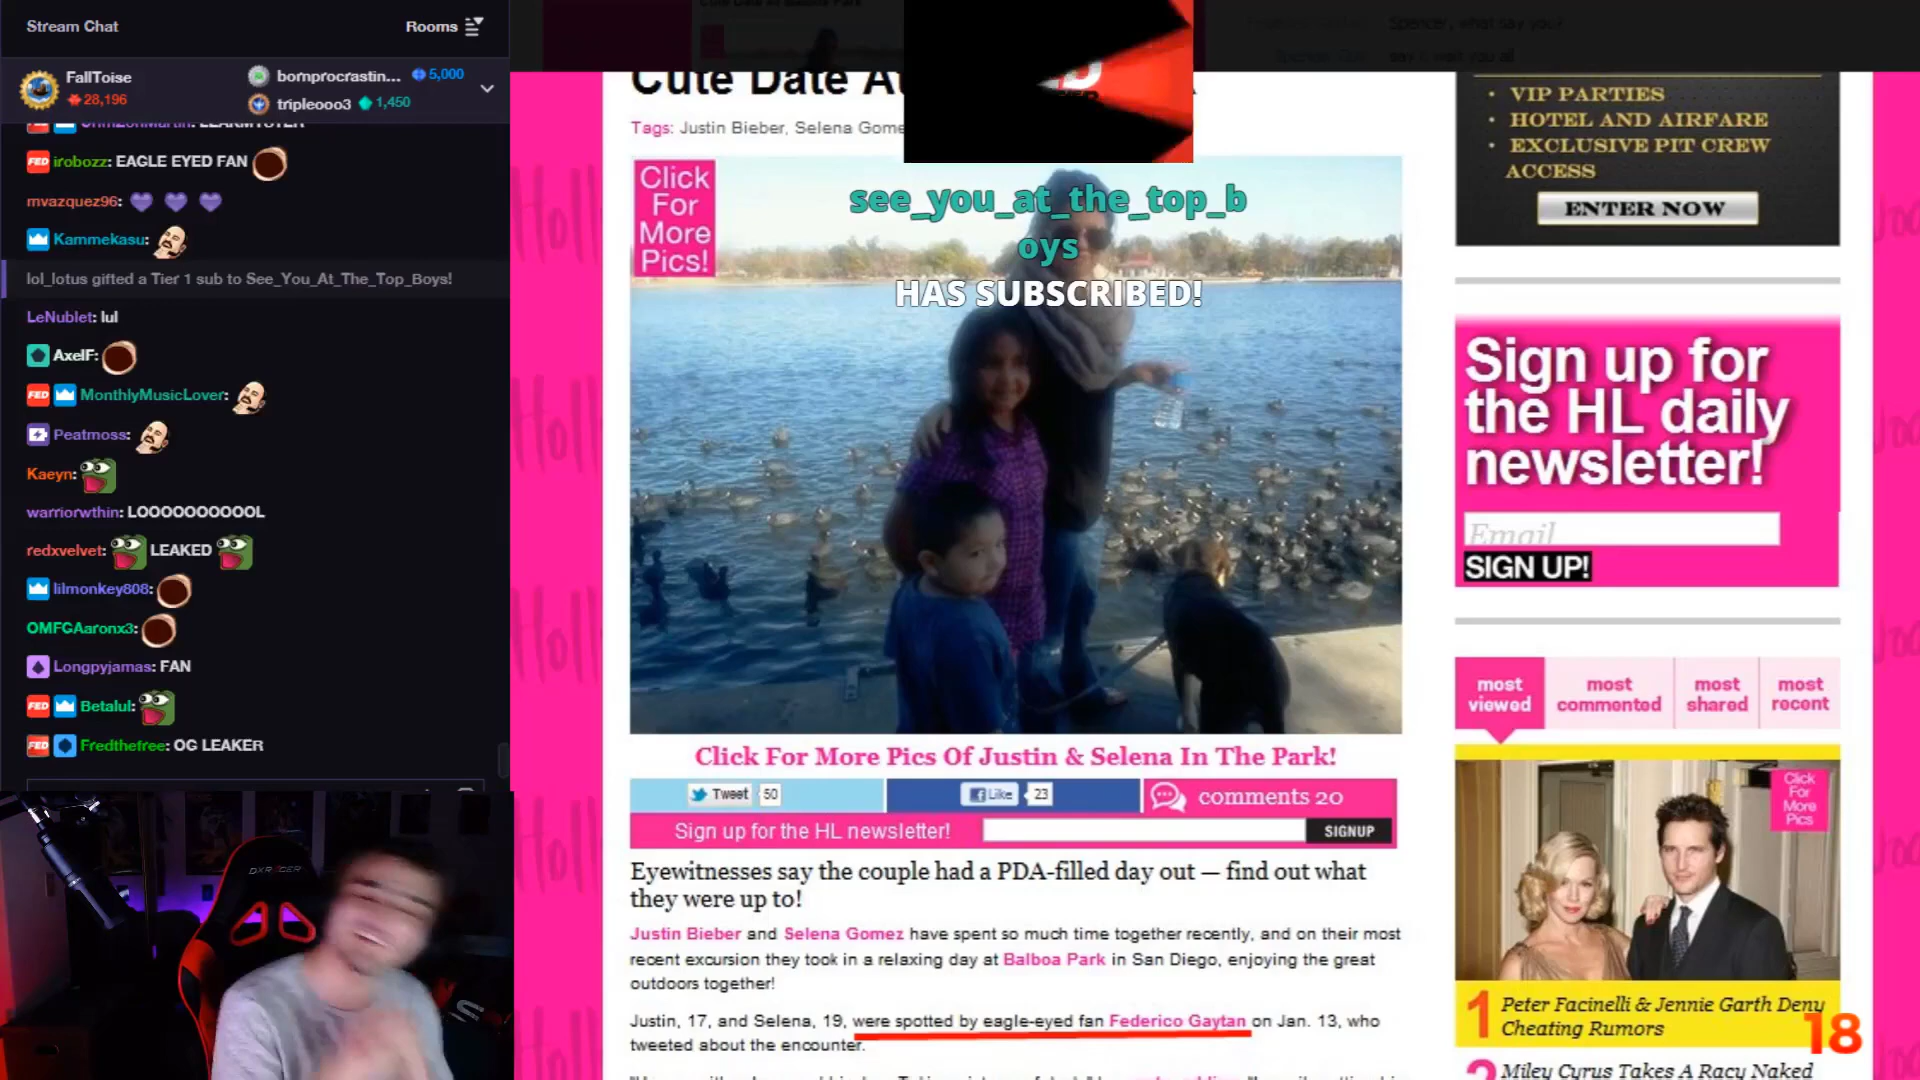 Stream Chat
Rooms
FallToise
28,196
bornprocrastin...
5,000
tripleooo3
1,450
irobozz: EAGLE EYED FAN
mvazquez96:
Kammekasu:
lol_lotus gifted a Tier 1 sub to See_You_At_The_Top_Boys!
LeNublet: lul
AxelF:
MonthlyMusicLover:
Peatmoss:
Kaeyn:
warriorwthin: LOOOOOOOOOOL
redxvelvet: LEAKED
lilmonkey808:
OMFGAaronx3:
Longpyjamas: FAN
Betalul:
Fredthefree: OG LEAKER
DXRACER
Spencer, what say you?
Cute Date At
Tags: Justin Bieber, Selena Gome
Click
For
More
Pics!
see_you_at_the_top_b
oys
HAS SUBSCRIBED!
Click For More Pics Of Justin & Selena In The Park!
Tweet 50
Like 23
comments 20
Sign up for the HL newsletter!
SIGNUP
Eyewitnesses say the couple had a PDA-filled day out — find out what
they were up to!
Justin Bieber and Selena Gomez have spent so much time together recently, and on their most
recent excursion they took in a relaxing day at Balboa Park in San Diego, enjoying the great
outdoors together!
Justin, 17, and Selena, 19, were spotted by eagle-eyed fan Federico Gaytan on Jan. 13, who
tweeted about the encounter.
• VIP PARTIES
• HOTEL AND AIRFARE
• EXCLUSIVE PIT CREW
ACCESS
ENTER NOW
Sign up for
the HL daily
newsletter!
Email
SIGN UP!
most
viewed
most
commented
most
shared
most
recent
Click
For
More
Pics
1 Peter Facinelli & Jennie Garth Deny
Cheating Rumors
18
Miley Cyrus Takes A Racy Naked